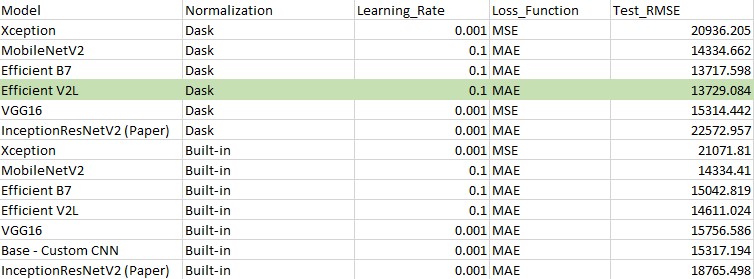 Model Normalization Learning_Rate Loss_Function Test_RMSE
Xception Dask 0.001 MSE 20936.205
MobileNetV2 Dask 0.1 MAE 14334.662
Efficient B7 Dask 0.1 MAE 13717.598
Efficient V2L Dask 0.1 MAE 13729.084
VGG16 Dask 0.001 MSE 15314.442
InceptionResNetV2 (Paper) Dask 0.001 MAE 22572.957
Xception Built-in 0.001 MSE 21071.81
MobileNetV2 Built-in 0.1 MAE 14334.41
Efficient B7 Built-in 0.1 MAE 15042.819
Efficient V2L Built-in 0.1 MAE 14611.024
VGG16 Built-in 0.001 MAE 15756.586
Base - Custom CNN Built-in 0.001 MAE 15317.194
InceptionResNetV2 (Paper) Built-in 0.001 MAE 18765.498